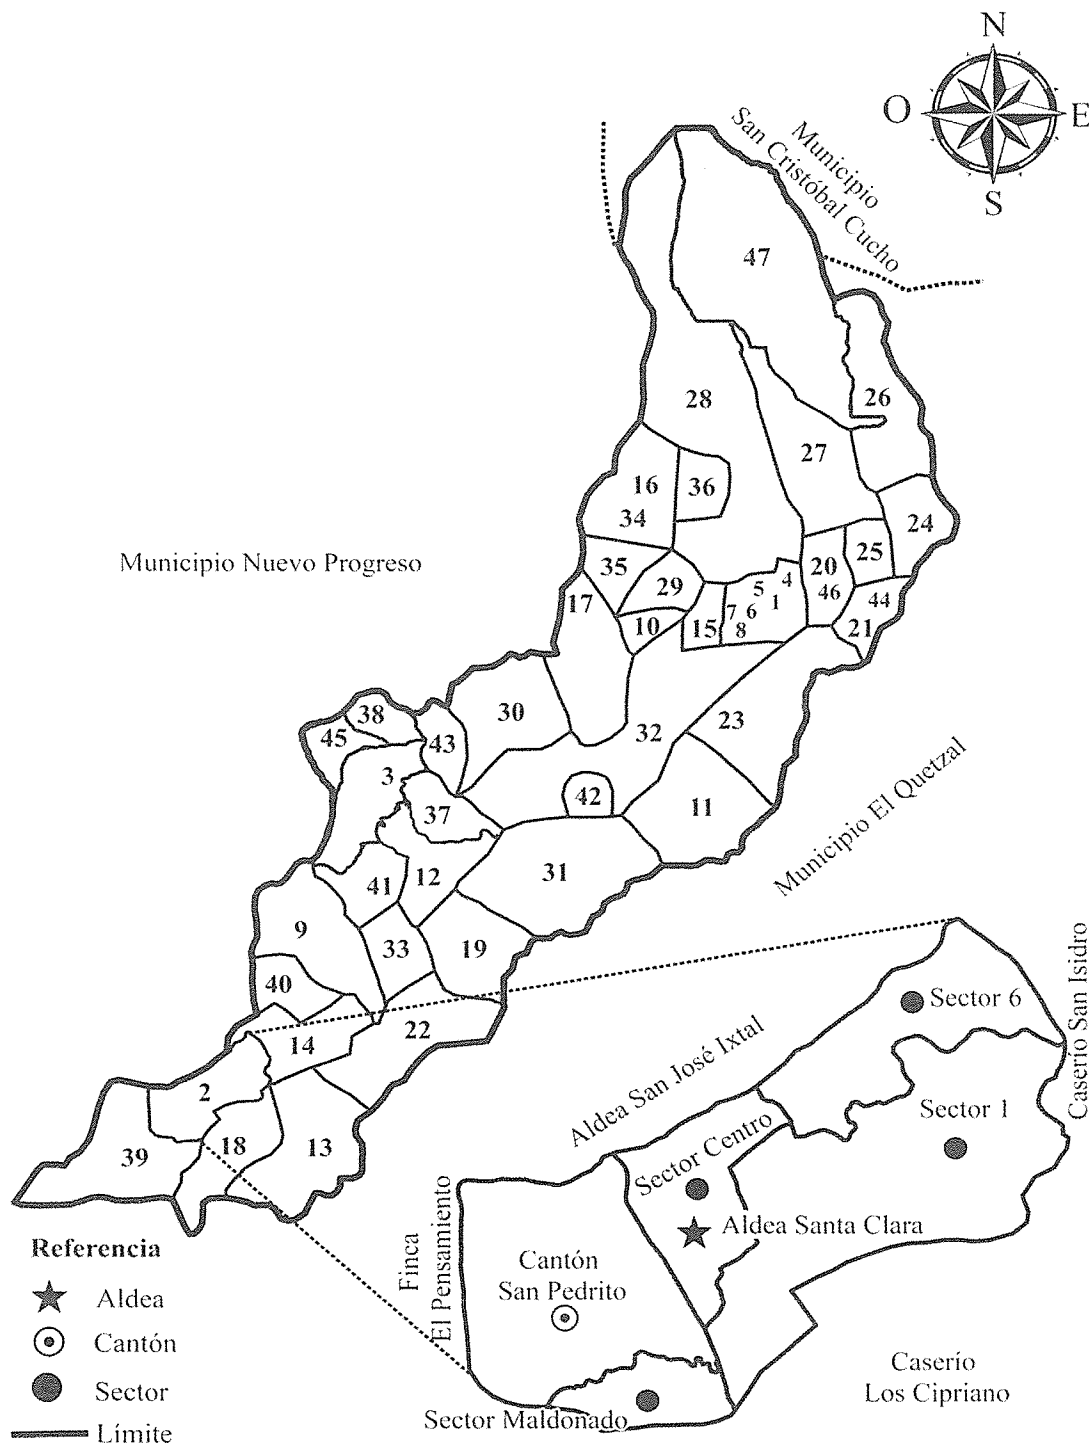 N
O
E
S
Municipio
San Cristóbal Cucho
47
26
28
27
16
36
34
24
Municipio Nuevo Progreso
35
20
25
29
5
4
17
46
44
7
6
1
10
15
8
21
38
30
45
43
32
23
3
42
37
11
Municipio El Quetzal
41
12
31
9
33
19
40
22
14
2
18
13
39
Sector 6
Caserío San Isidro
Aldea San José Ixtal
Sector 1
Sector Centro
Aldea Santa Clara
Finca
El Pensamiento
Cantón
San Pedrito
Caserío
Los Cipriano
Sector Maldonado
Referencia
Aldea
Cantón
Sector
Límite